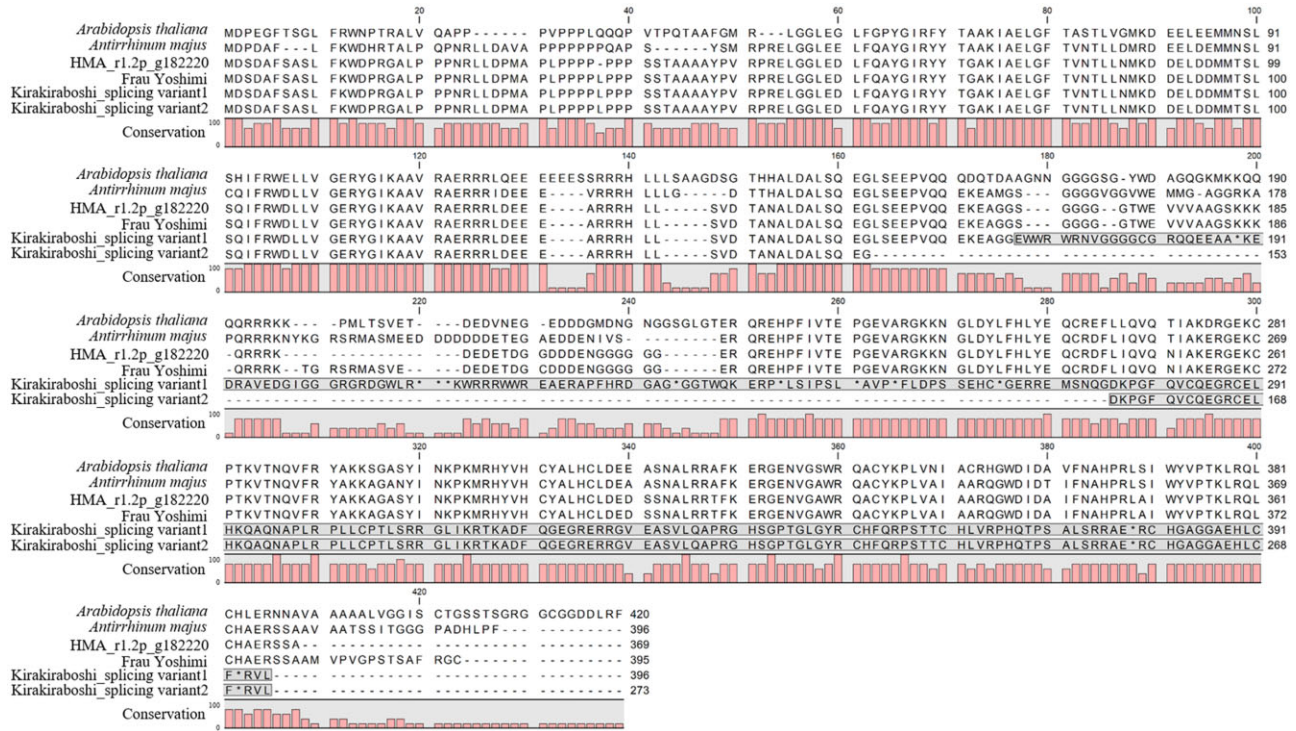 20 40 60 80 100
Arabidopsis thaliana MDPEGFTSGL FRWNPTRALV QAPP------ PVPPPLQQQP VTPQTAAFGM R---LGGLEG LFGPYGIRFY TAAKIAELGF TASTLVGMKD EELEEMMNSL 91
Antirrhinum majus MDPDAF---L FKWDHRTALP QPNRLLDAVA PPPPPPPQAP S-----YSM RPRELGGLEE LFQAYGIRYY TAAKIAELGF TVNTLLDMRD EELDEMMNSL 91
HMA_r1.2p_g182220 MDSDAFSASL FKWDPRGALP PPNRLLDPMA PLPPPP-PPP SSTAAAAYPV RPRELGGLED LFQAYGIRYY TGAKIAELGF TVNTLLNMKD DELDDMMTSL 99
Frau Yoshimi MDSDAFSASL FKWDPRGALP PPNRLLDPMA PLPPPPLPPP SSTAAAAYPV RPRELGGLED LFQAYGIRYY TGAKIAELGF TVNTLLNMKD DELDDMMTSL 100
Kirakiraboshi_splicing variant1 MDSDAFSASL FKWDPRGALP PPNRLLDPMA PLPPPPLPPP SSTAAAAYPV RPRELGGLED LFQAYGIRYY TGAKIAELGF TVNTLLNMKD DELDDMMTSL 100
Kirakiraboshi_splicing variant2 MDSDAFSASL FKWDPRGALP PPNRLLDPMA PLPPPPLPPP SSTAAAAYPV RPRELGGLED LFQAYGIRYY TGAKIAELGF TVNTLLNMKD DELDDMMTSL 100
100
Conservation
0
120 140 160 180 200
Arabidopsis thaliana SHIFRWELLV GERYGIKAAV RAERRRLQEE EEEESSRRRH LLLSAAGDSG THHALDALSQ EGLSEEPVQQ QDQTDAAGNN GGGGSG-YWD AGQGKMKKQQ 190
Antirrhinum majus CQIFRWDLLV GERYGIKAAV RAERRRIDEE E----VRRRH LLLG-----D TTHALDALSQ EGLSEEPVQQ EKEAMGS--- GGGGVGGVWE MMG-AGGRKA 178
HMA_r1.2p_g182220 SQIFRWDLLV GERYGIKAAV RAERRRLDEE E----ARRRH LL-----SVD TANALDALSQ EGLSEEPVQQ EKEAGGS--- GGGG--GTWE VVVAAGSKKK 185
Frau Yoshimi SQIFRWDLLV GERYGIKAAV RAERRRLDEE E----ARRRH LL-----SVD TANALDALSQ EGLSEEPVQQ EKEAGGS--- GGGG--GTWE VVVAAGSKKK 186
Kirakiraboshi_splicing variant1 SQIFRWDLLV GERYGIKAAV RAERRRLDEE E----ARRRH LL-----SVD TANALDALSQ EGLSEEPVQQ EKEAGGEWWR WRNVGGGGCG RQQEEAA*KE 191
Kirakiraboshi_splicing variant2 SQIFRWDLLV GERYGIKAAV RAERRRLDEE E----ARRRH LL-----SVD TANALDALSQ EG-------- ---------- ---------- ---------- 153
100
Conservation
0
220 240 260 280 300
Arabidopsis thaliana QQRRRKK--- -PMLTSVET- --DEDVNEG- EDDDGMDNG NGGSGLGTER QREHPFIVTE PGEVARGKKN GLDYLFHLYE QCREFLLQVQ TIAKDRGEKC 281
Antirrhinum majus PQRRRKNYKG RSRMASMEED DDDDDDETEG AEDDENIVS- --------ER QREHPFIVTE PGEVARGKKN GLDYLFHLYE QCRDFLIQVQ TIAKERGEKC 269
HMA_r1.2p_g182220 -QRRRK---- ---------- --DEDETDG GDDDENGGGG GG------ER QREHPFIVTE PGEVARGKKN GLDYLFHLYE QCRDFLIQVQ NIAKERGEKC 261
Frau Yoshimi -QRRRK--TG RSRMASVE-- --DEDETDG GDDDENGGGG GG------ER QREHPFIVTE PGEVARGKKN GLDYLFHLYE QCRDFLIQVQ NIAKERGEKC 272
Kirakiraboshi_splicing variant1 DRAVEDGIGG GRGRDGWLR* **KWRRRWWR EAERAPFHRD GAG*GGTWQK ERP*LSIPSL *AVP*FLDPS SEHC*GERRE MSNQGDKPGF QVCQEGRCEL 291
Kirakiraboshi_splicing variant2 ---------- ---------- ---------- ---------- ---------- ---------- ---------- ---------- -----DKPGF QVCQEGRCEL 168
100
Conservation
0
320 340 360 380 400
Arabidopsis thaliana PTKVTNQVFR YAKKSGASYI NKPKMRHYVH CYALHCLDEE ASNALRRAFK ERGENVGSWR QACYKPLVNI ACRHGWDIDA VFNAHPRLSI WYVPTKLRQL 381
Antirrhinum majus PTKVTNQVFR YAKKAGANYI NKPKMRHYVH CYALHCLDEA ASNALRRAFK ERGENVGAWR QACYKPLVAI AARQGWDIDT IFNAHPRLSI WYVPTKLRQL 369
HMA_r1.2p_g182220 PTKVTNQVFR YAKKAGASYI NKPKMRHYVH CYALHCLDED SSNALRRTFK ERGENVGAWR QACYKPLVAI AARQGWDIDA IFNAHPRLAI WYVPTKLRQL 361
Frau Yoshimi PTKVTNQVFR YAKKAGASYI NKPKMRHYVH CYALHCLDED SSNALRRTFK ERGENVGAWR QACYKPLVAI AARQGWDIDA IFNAHPRLAI WYVPTKLRQL 372
Kirakiraboshi_splicing variant1 HKQAQNAPLR PLLCPTLSRR GLIKRTKADF QGEGRERRGV EASVLQAPRG HSGPTGLGYR CHFQRPSTTC HLVRPHQTPS ALSRRAE*RC HGAGGAEHLC 391
Kirakiraboshi_splicing variant2 HKQAQNAPLR PLLCPTLSRR GLIKRTKADF QGEGRERRGV EASVLQAPRG HSGPTGLGYR CHFQRPSTTC HLVRPHQTPS ALSRRAE*RC HGAGGAEHLC 268
100
Conservation
0
420
Arabidopsis thaliana CHLERNNAVA AAAALVGGIS CTGSSTSGRG GCGGDDLRF 420
Antirrhinum majus CHAERSSAAV AATSSITGGG PADHLPF--- --------- 396
HMA_r1.2p_g182220 CHAERSSA-- ---------- ---------- --------- 369
Frau Yoshimi CHAERSSAAM VPVGPSTSAF RGC------- --------- 395
Kirakiraboshi_splicing variant1 F*RVL----- ---------- ---------- --------- 396
Kirakiraboshi_splicing variant2 F*RVL----- ---------- ---------- --------- 273
100
Conservation
0